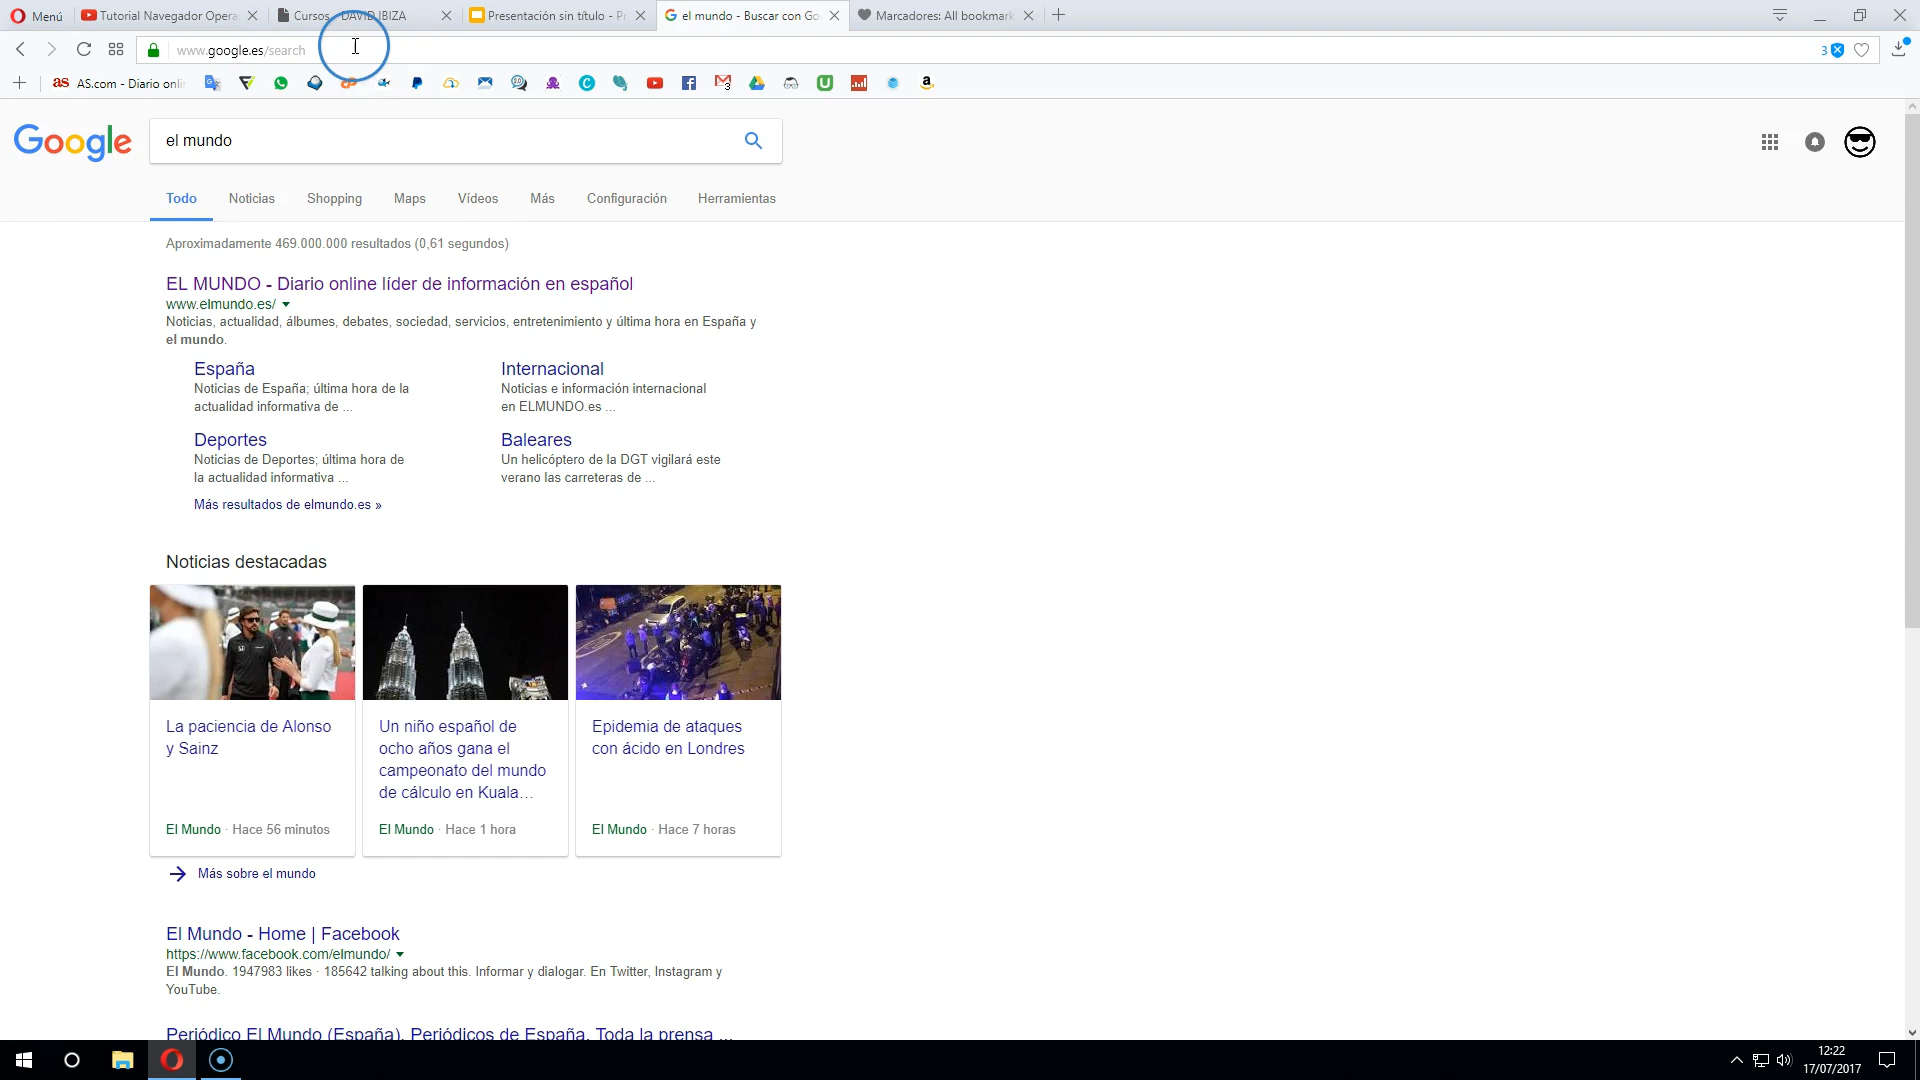 Menú
Tutorial Navegador Opera
Cursos - DAVID IBIZA
Presentación sin título - Pr
el mundo - Buscar con Go
Marcadores: All bookmark
www.google.es/search
3
AS.com - Diario onli
Google
el mundo
Todo Noticias Shopping Maps Vídeos Más Configuración Herramientas
Aproximadamente 469.000.000 resultados (0,61 segundos)
EL MUNDO - Diario online líder de información en español
www.elmundo.es/
Noticias, actualidad, álbumes, debates, sociedad, servicios, entretenimiento y última hora en España y
el mundo.
España
Noticias de España; última hora de la
actualidad informativa de ...
Internacional
Noticias e información internacional
en ELMUNDO.es ...
Deportes
Noticias de Deportes; última hora de
la actualidad informativa ...
Baleares
Un helicóptero de la DGT vigilará este
verano las carreteras de ...
Más resultados de elmundo.es »
Noticias destacadas
La paciencia de Alonso
y Sainz
El Mundo · Hace 56 minutos
Un niño español de
ocho años gana el
campeonato del mundo
de cálculo en Kuala...
El Mundo · Hace 1 hora
Epidemia de ataques
con ácido en Londres
El Mundo · Hace 7 horas
Más sobre el mundo
El Mundo - Home | Facebook
https://www.facebook.com/elmundo/
El Mundo. 1947983 likes · 185642 talking about this. Informar y dialogar. En Twitter, Instagram y
YouTube.
Periódico El Mundo (España). Periódicos de España. Toda la prensa ...
12:22
17/07/2017